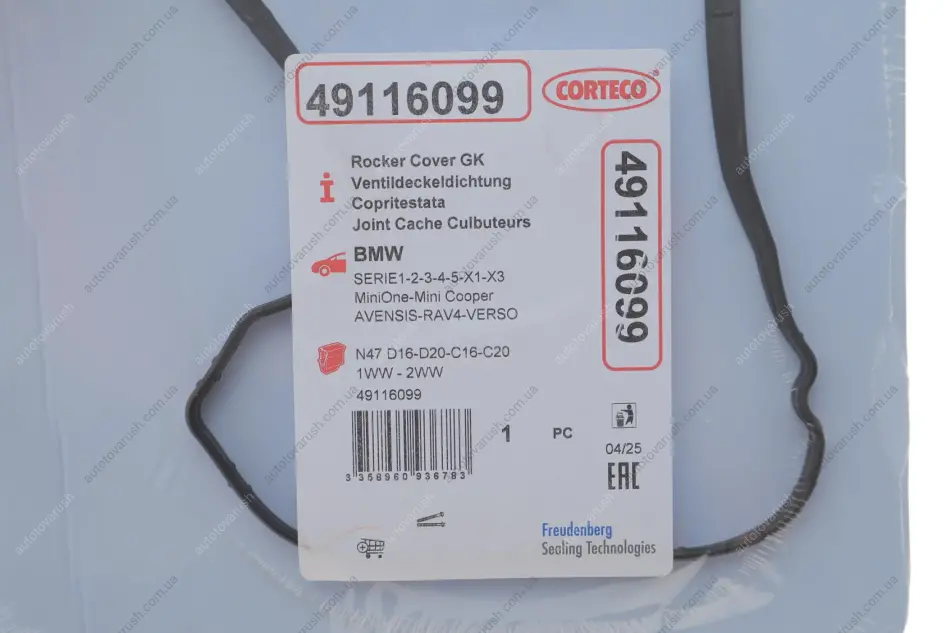 49116099
CORTECO
Rocker Cover GK
Ventildeckeldichtung
Copritestata
Joint Cache Culbuteurs
BMW
SERIE1-2-3-4-5-X1-X3
MiniOne-Mini Cooper
AVENSIS-RAV4-VERSO
49116099
N47 D16-D20-C16-C20
1WW - 2WW
49116099
3 358960 936783
1 PC
04/25
EAC
Freudenberg
Sealing Technologies
autotovarush.com.ua